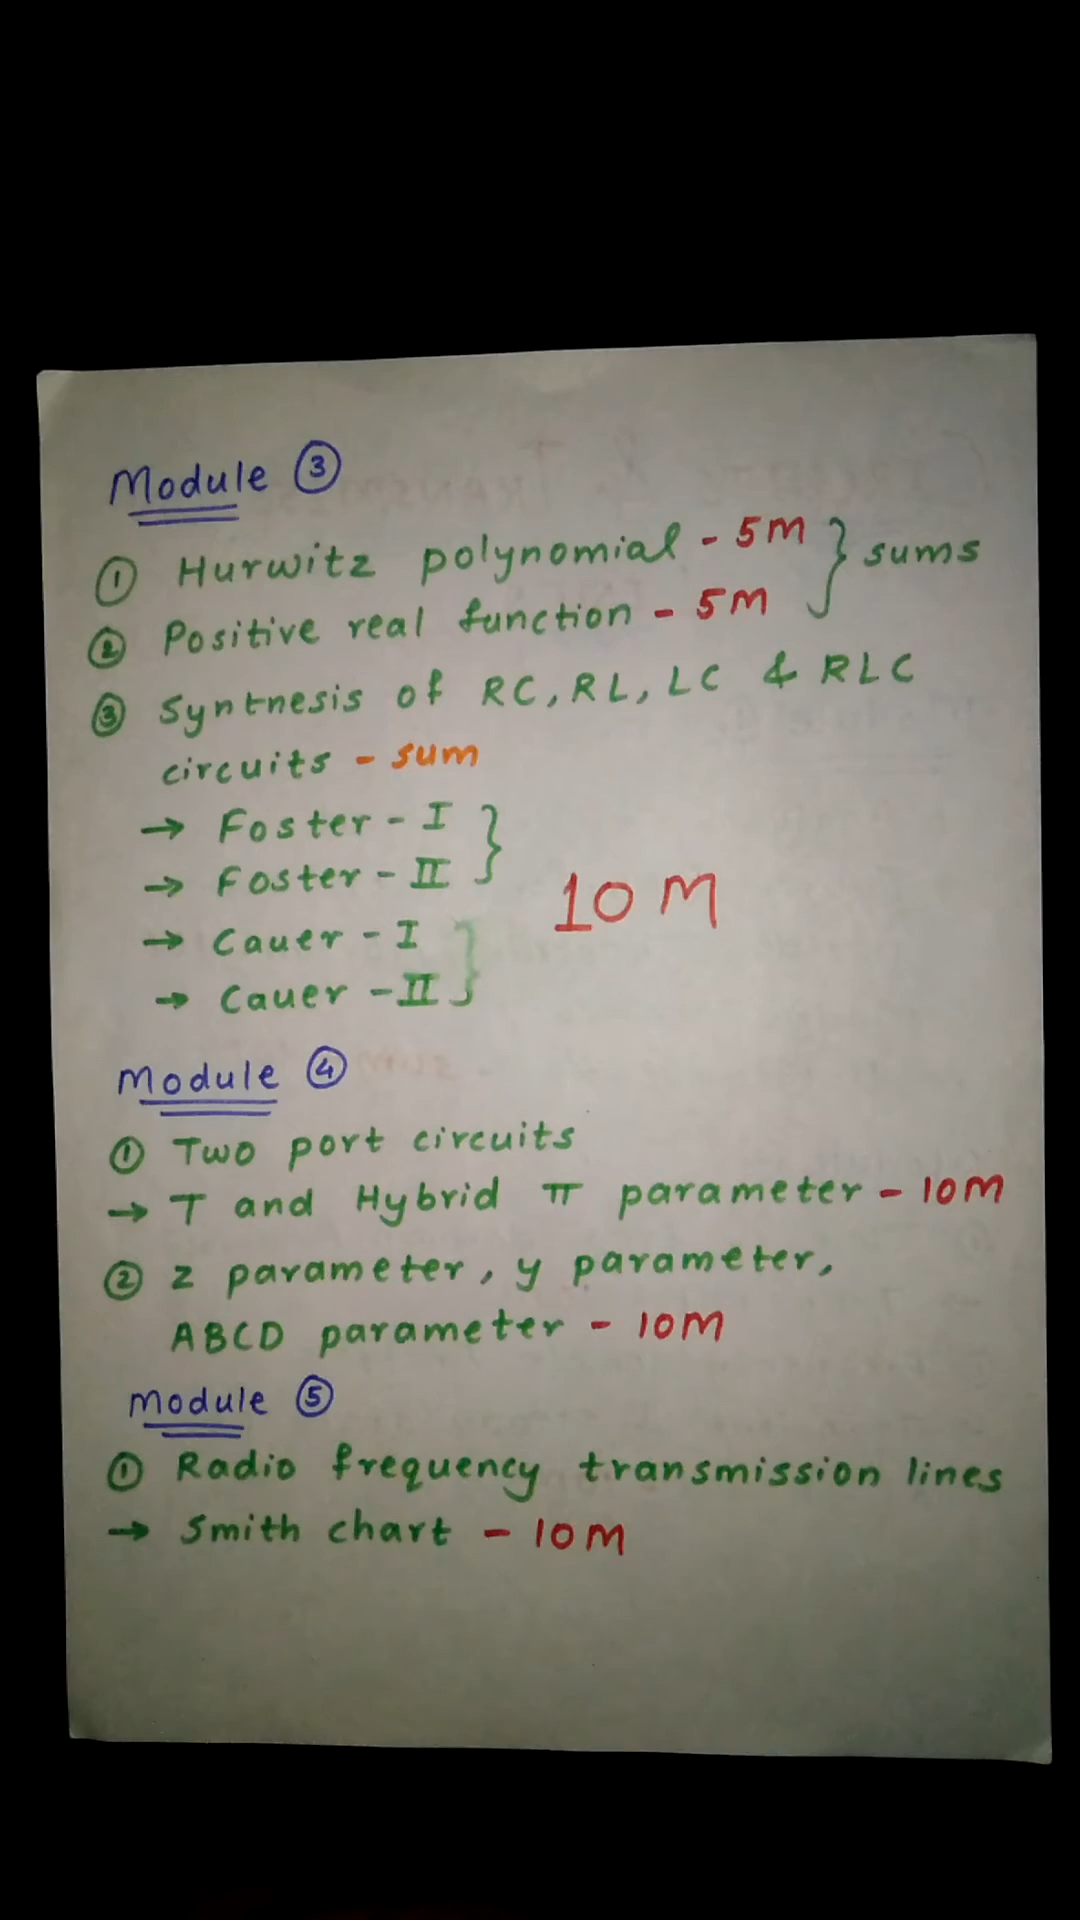 Module ③
① Hurwitz polynomial - 5M } sums
② Positive real function - 5M
③ Syntnesis of RC, RL, LC & RLC
circuits - sum
→ Foster - I }
→ Foster - II
10 M
→ Cauer - I }
→ Cauer - II
Module ④
① Two port circuits
→ T and Hybrid π parameter - 10M
② z parameter, y parameter,
ABCD parameter - 10M
Module ⑤
① Radio frequency transmission lines
→ Smith chart - 10M